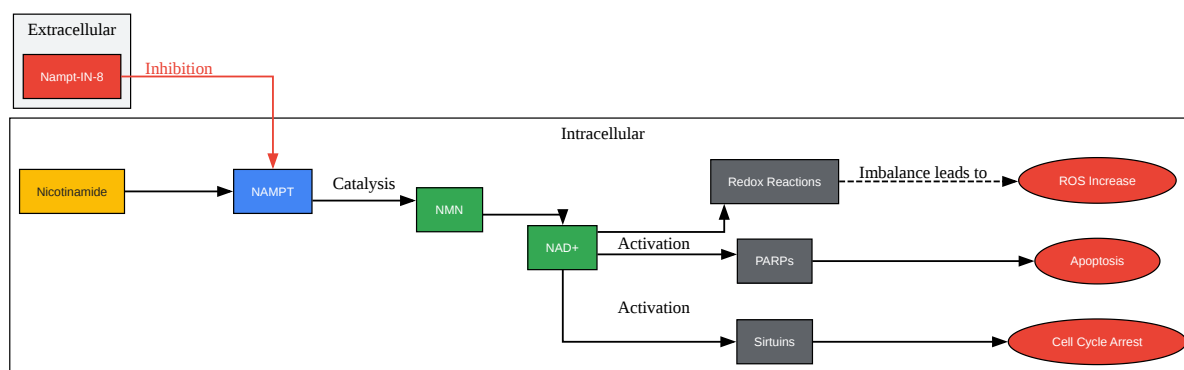 Extracellular
Nampt-IN-8
Inhibition
Intracellular
Nicotinamide
NAMPT
Catalysis
NMN
NAD+
Redox Reactions
Imbalance leads to
ROS Increase
Activation
PARPs
Apoptosis
Activation
Sirtuins
Cell Cycle Arrest